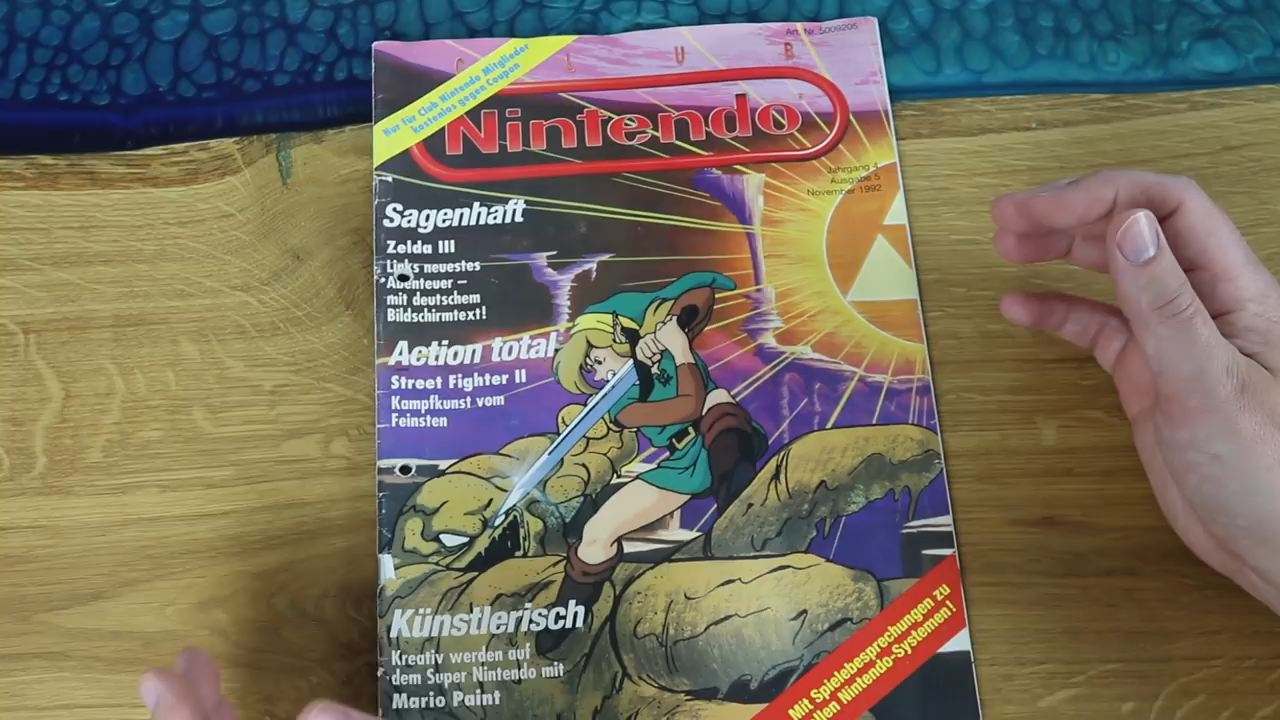 Art. Nr. 5009205
CLUB
Nur für Club Nintendo Mitglieder
kostenlos gegen Coupon
Nintendo
Jahrgang 4
Ausgabe 5
November 1992
Sagenhaft
Zelda III
Links neuestes
Abenteuer –
mit deutschem
Bildschirmtext!
Action total
Street Fighter II
Kampfkunst vom
Feinsten
Künstlerisch
Kreativ werden auf
dem Super Nintendo mit
Mario Paint
Mit Spielebesprechungen zu
allen Nintendo-Systemen!